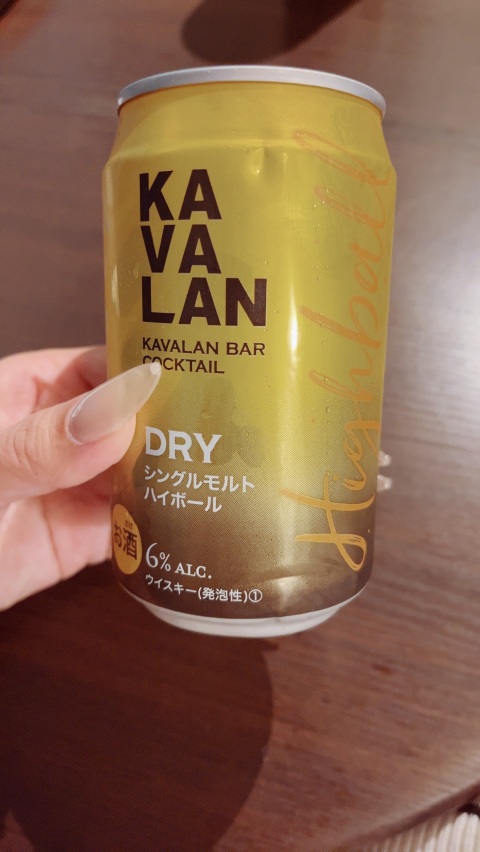 KA
VA
LAN
KAVALAN BAR
COCKTAIL
DRY
シングルモルト
ハイボール
お酒
6% ALC.
ウイスキー(発泡性)①
Highball